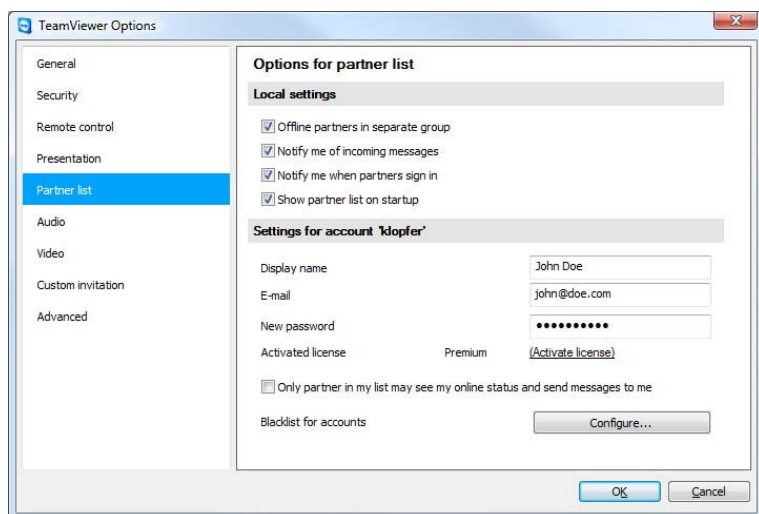 TeamViewer Options
General
Security
Remote control
Presentation
Partner list
Audio
Video
Custom invitation
Advanced
Options for partner list
Local settings
Offline partners in separate group
Notify me of incoming messages
Notify me when partners sign in
Show partner list on startup
Settings for account 'klopfer'
Display name John Doe
E-mail john@doe.com
New password ••••••••••
Activated license Premium (Activate license)
Only partner in my list may see my online status and send messages to me
Blacklist for accounts Configure...
OK Cancel